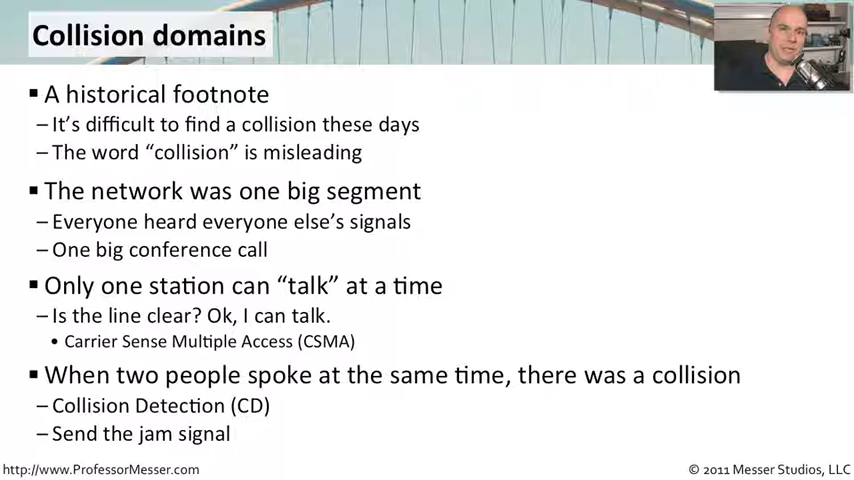 Collision domains
▪ A historical footnote
– It's difficult to find a collision these days
– The word “collision” is misleading
▪ The network was one big segment
– Everyone heard everyone else's signals
– One big conference call
▪ Only one station can “talk” at a time
– Is the line clear? Ok, I can talk.
• Carrier Sense Multiple Access (CSMA)
▪ When two people spoke at the same time, there was a collision
– Collision Detection (CD)
– Send the jam signal
http://www.ProfessorMesser.com
© 2011 Messer Studios, LLC